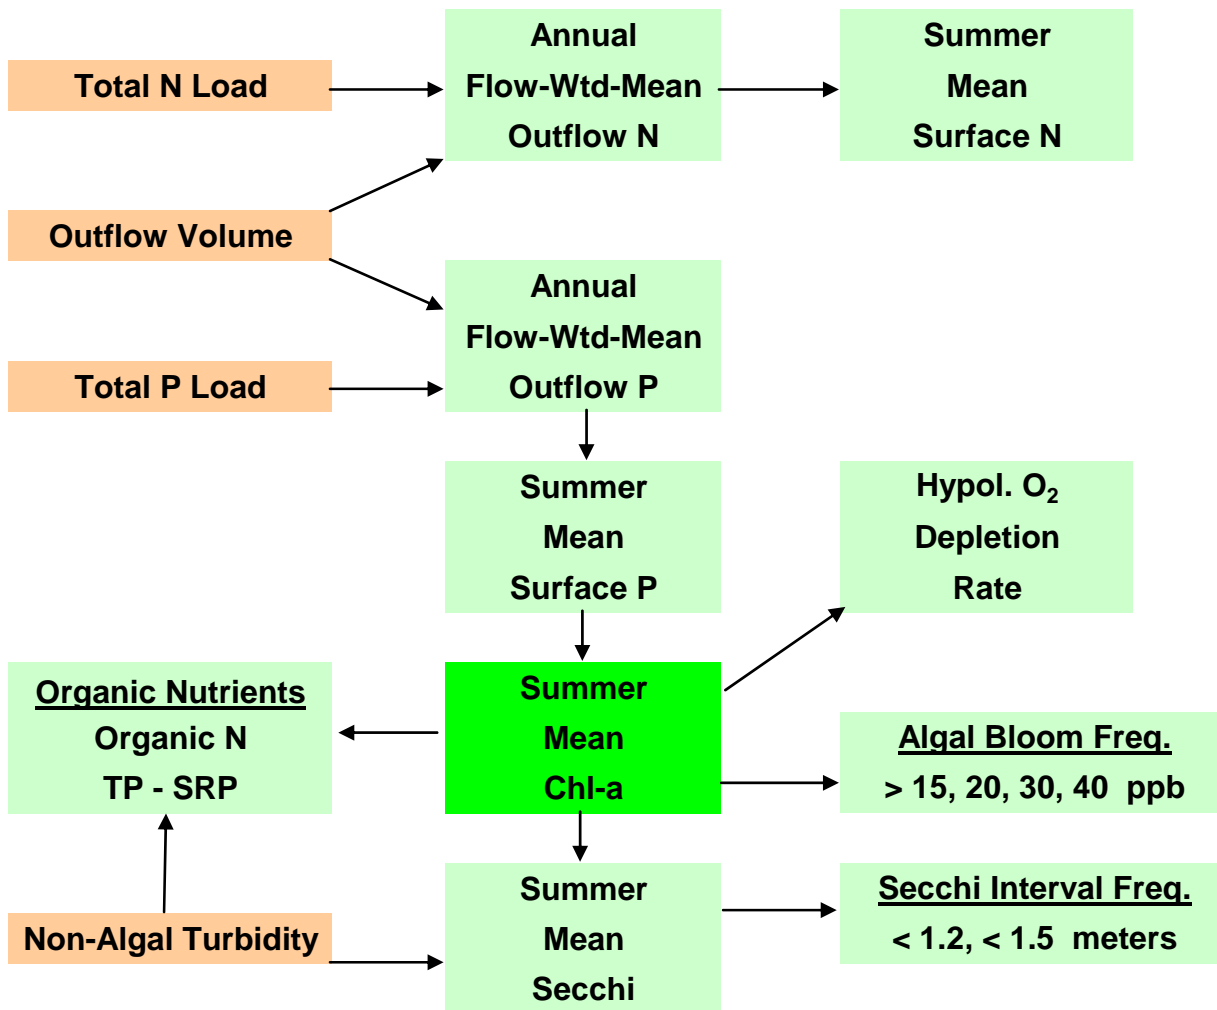 Total N Load
Annual
Flow-Wtd-Mean
Outflow N
Summer
Mean
Surface N
Outflow Volume
Annual
Flow-Wtd-Mean
Outflow P
Total P Load
Summer
Mean
Surface P
Hypol. O₂
Depletion
Rate
Organic Nutrients
Organic N
TP - SRP
Summer
Mean
Chl-a
Algal Bloom Freq.
> 15, 20, 30, 40 ppb
Non-Algal Turbidity
Summer
Mean
Secchi
Secchi Interval Freq.
< 1.2, < 1.5 meters